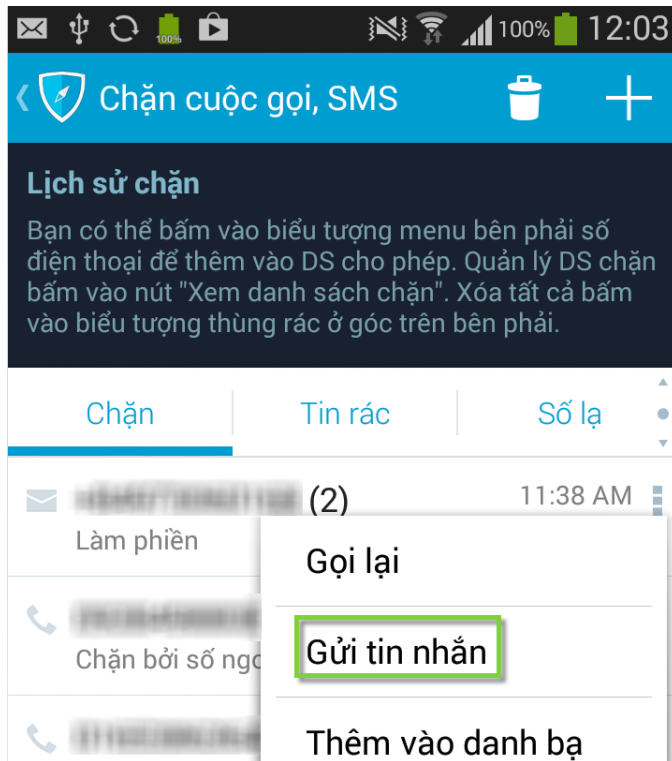 100%
100%
12:03
Chặn cuộc gọi, SMS
Lịch sử chặn
Bạn có thể bấm vào biểu tượng menu bên phải số
điện thoại để thêm vào DS cho phép. Quản lý DS chặn
bấm vào nút "Xem danh sách chặn". Xóa tất cả bấm
vào biểu tượng thùng rác ở góc trên bên phải.
Chặn
Tin rác
Số lạ
(2)
11:38 AM
Làm phiền
Gọi lại
Chặn bởi số
Gửi tin nhắn
Thêm vào danh bạ